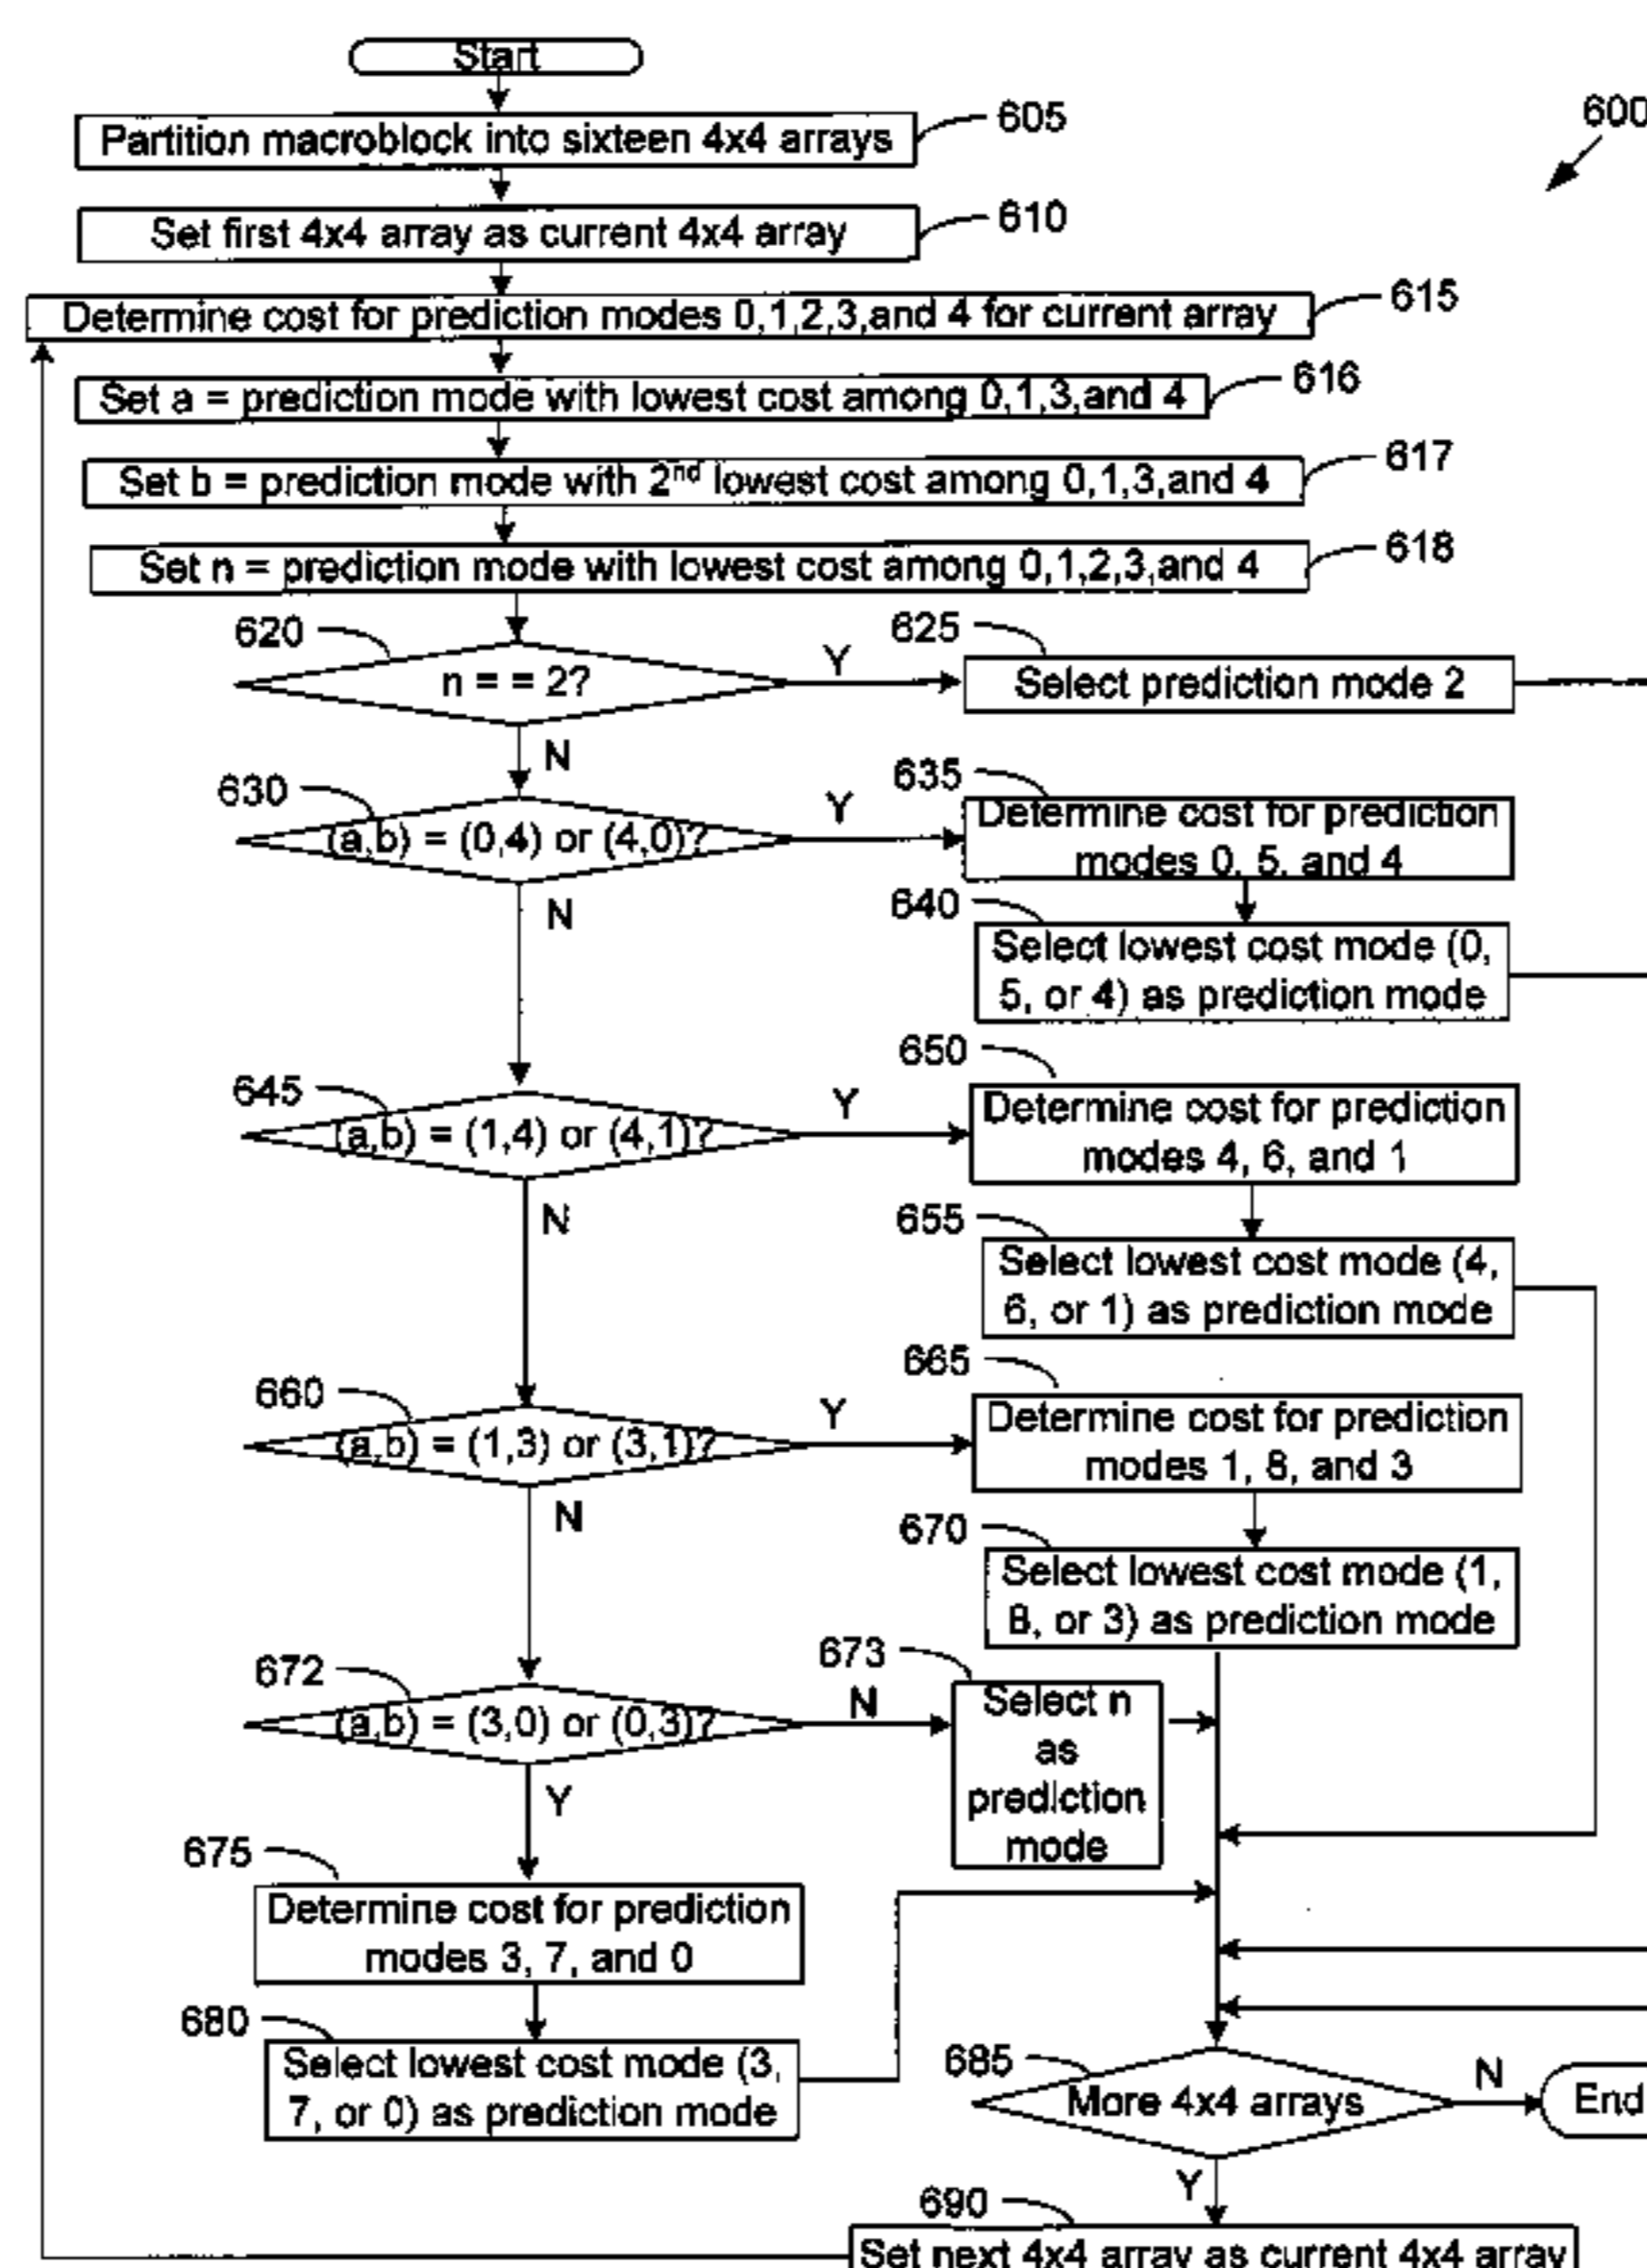 Start
Partition macroblock into sixteen 4x4 arrays
605
600
Set first 4x4 array as current 4x4 array
610
Determine cost for prediction modes 0,1,2,3,and 4 for current array
615
Set a = prediction mode with lowest cost among 0,1,3,and 4
616
Set b = prediction mode with 2nd lowest cost among 0,1,3,and 4
617
Set n = prediction mode with lowest cost among 0,1,2,3,and 4
618
620
n = = 2?
Y
N
625
Select prediction mode 2
630
(a,b) = (0,4) or (4,0)?
Y
N
635
Determine cost for prediction
modes 0, 5, and 4
640
Select lowest cost mode (0,
5, or 4) as prediction mode
645
(a,b) = (1,4) or (4,1)?
Y
N
650
Determine cost for prediction
modes 4, 6, and 1
655
Select lowest cost mode (4,
6, or 1) as prediction mode
660
(a,b) = (1,3) or (3,1)?
Y
N
665
Determine cost for prediction
modes 1, 8, and 3
670
Select lowest cost mode (1,
8, or 3) as prediction mode
672
(a,b) = (3,0) or (0,3)?
N
Y
673
Select n
as
prediction
mode
675
Determine cost for prediction
modes 3, 7, and 0
680
Select lowest cost mode (3,
7, or 0) as prediction mode
685
More 4x4 arrays
N
End
Y
690
Set next 4x4 array as current 4x4 array